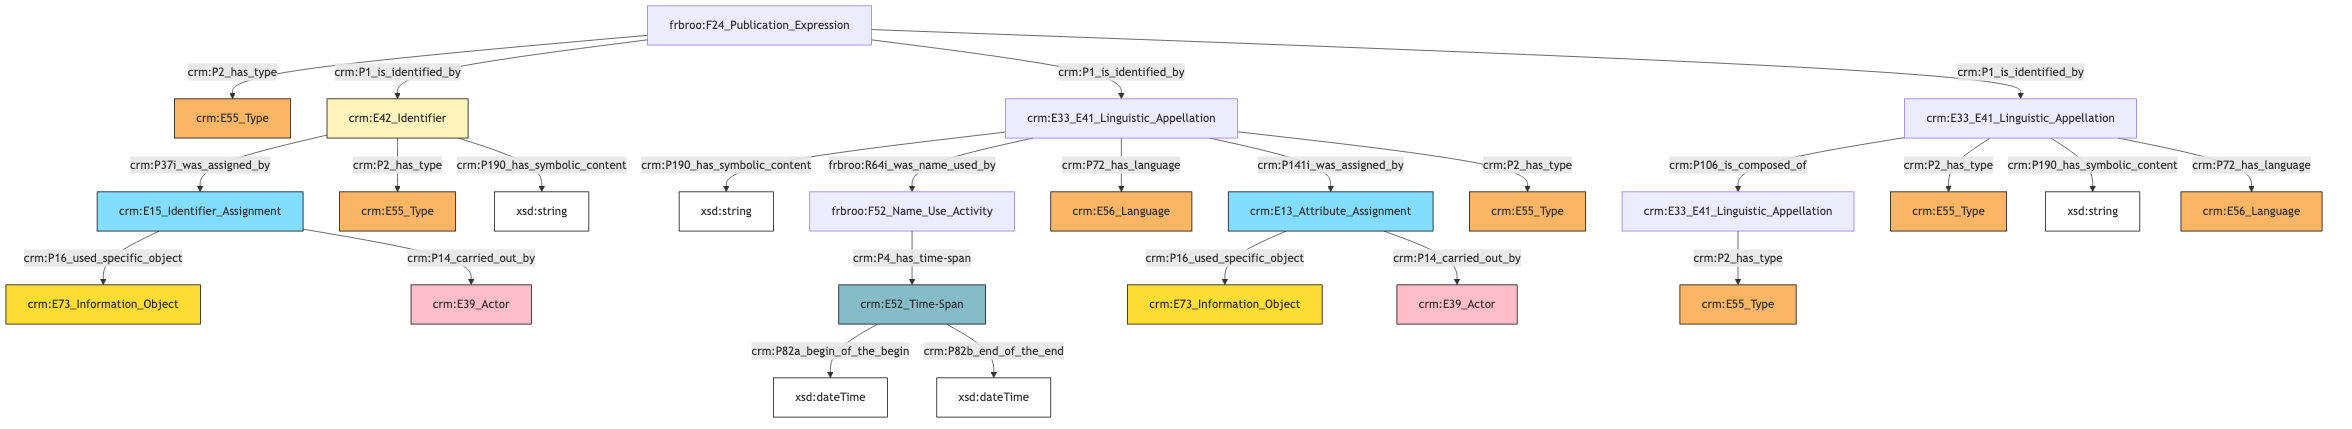 frbroo:F24_Publication_Expression
crm:P2_has_type
crm:P1_is_identified_by
crm:P1_is_identified_by
crm:P1_is_identified_by
crm:E55_Type
crm:E42_Identifier
crm:E33_E41_Linguistic_Appellation
crm:E33_E41_Linguistic_Appellation
crm:P37i_was_assigned_by
crm:P2_has_type
crm:P190_has_symbolic_content
crm:P190_has_symbolic_content
frbroo:R64i_was_name_used_by
crm:P72_has_language
crm:P141i_was_assigned_by
crm:P2_has_type
crm:P106_is_composed_of
crm:P2_has_type
crm:P190_has_symbolic_content
crm:P72_has_language
crm:E15_Identifier_Assignment
crm:E55_Type
xsd:string
xsd:string
frbroo:F52_Name_Use_Activity
crm:E56_Language
crm:E13_Attribute_Assignment
crm:E55_Type
crm:E33_E41_Linguistic_Appellation
crm:E55_Type
xsd:string
crm:E56_Language
crm:P16_used_specific_object
crm:P14_carried_out_by
crm:P4_has_time-span
crm:P16_used_specific_object
crm:P14_carried_out_by
crm:P2_has_type
crm:E73_Information_Object
crm:E39_Actor
crm:E52_Time-Span
crm:E73_Information_Object
crm:E39_Actor
crm:E55_Type
crm:P82a_begin_of_the_begin
crm:P82b_end_of_the_end
xsd:dateTime
xsd:dateTime